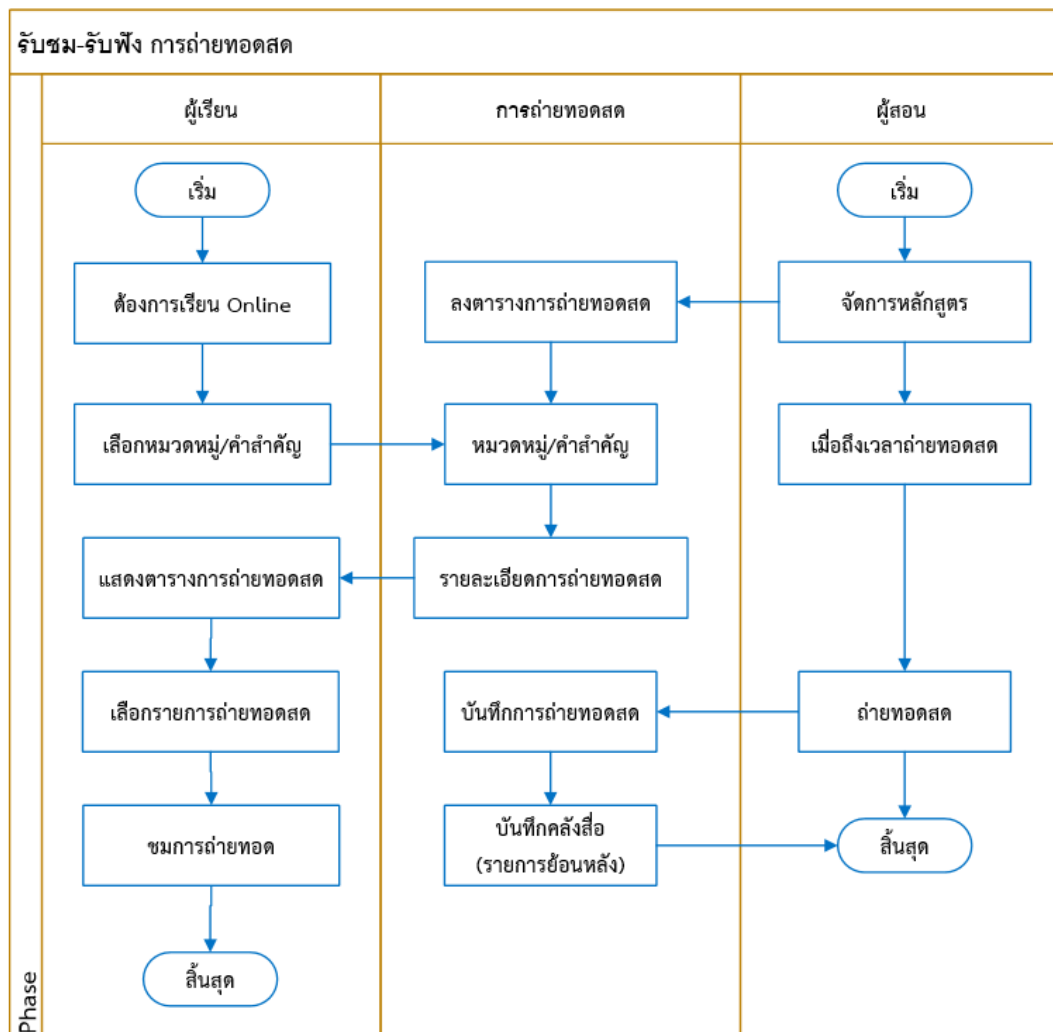 รับชม-รับฟัง การถ่ายทอดสด
ผู้เรียน
การถ่ายทอดสด
ผู้สอน
เริ่ม
เริ่ม
ต้องการเรียน Online
ลงตารางการถ่ายทอดสด
จัดการหลักสูตร
เลือกหมวดหมู่/คำสำคัญ
หมวดหมู่/คำสำคัญ
เมื่อถึงเวลาถ่ายทอดสด
แสดงตารางการถ่ายทอดสด
รายละเอียดการถ่ายทอดสด
เลือกรายการถ่ายทอดสด
บันทึกการถ่ายทอดสด
ถ่ายทอดสด
ชมการถ่ายทอด
บันทึกคลังสื่อ
(รายการย้อนหลัง)
สิ้นสุด
สิ้นสุด
Phase